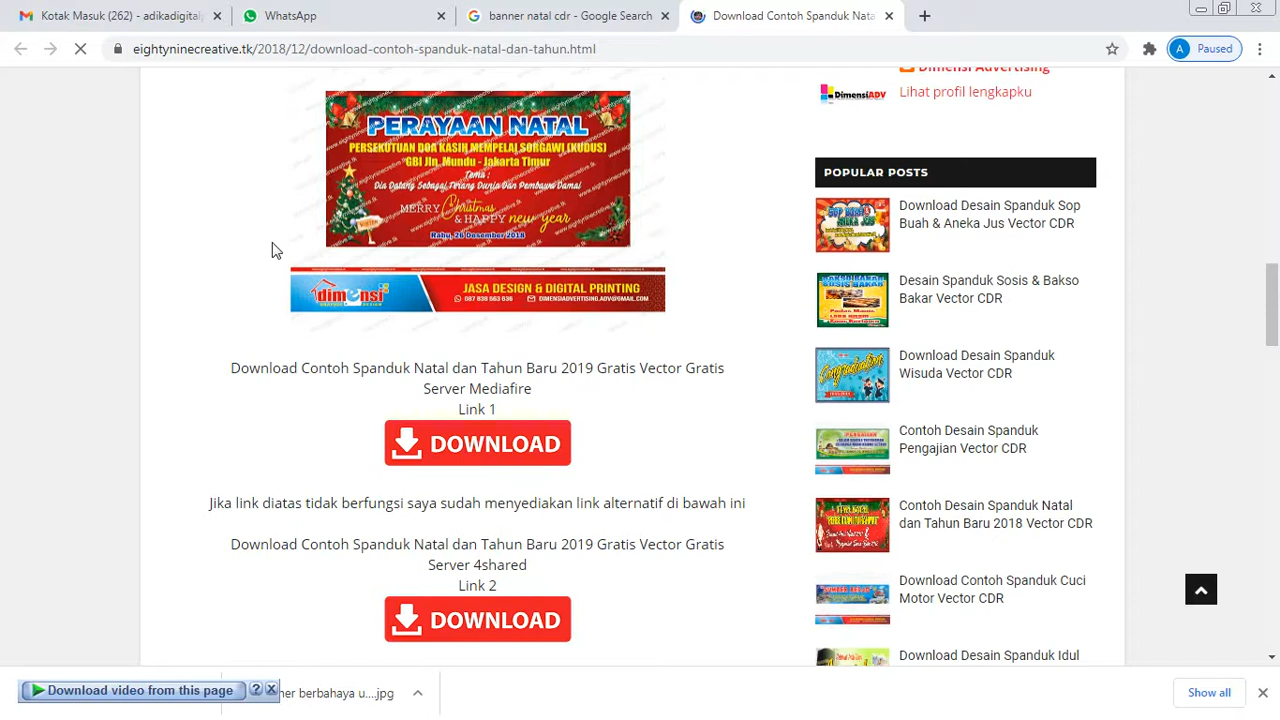 Kotak Masuk (262) - adikadigital
WhatsApp
banner natal cdr - Google Search
Download Contoh Spanduk Nata
eightyninecreative.tk/2018/12/download-contoh-spanduk-natal-dan-tahun.html
A Paused
PERAYAAN NATAL
PERSEKUTUAN DOA KASIH MEMPELAI SORGAWI (KUDUS)
GBI Jln. Mundu - Jakarta Timur
Tema :
Dia Datang Sebagai Terang Dunia Dan Pembawa Damai
MERRY Christmas
& HAPPY new year
Rabu, 26 Desember 2018
dimensi
JASA DESIGN & DIGITAL PRINTING
DIMENSIADVERTISING.ADV@GMAIL.COM
Download Contoh Spanduk Natal dan Tahun Baru 2019 Gratis Vector Gratis
Server Mediafire
Link 1
DOWNLOAD
Jika link diatas tidak berfungsi saya sudah menyediakan link alternatif di bawah ini
Download Contoh Spanduk Natal dan Tahun Baru 2019 Gratis Vector Gratis
Server 4shared
Link 2
DOWNLOAD
Dimensi Advertising
DimensiADV
Lihat profil lengkapku
POPULAR POSTS
Download Desain Spanduk Sop
Buah & Aneka Jus Vector CDR
Desain Spanduk Sosis & Bakso
Bakar Vector CDR
Download Desain Spanduk
Wisuda Vector CDR
Contoh Desain Spanduk
Pengajian Vector CDR
Contoh Desain Spanduk Natal
dan Tahun Baru 2018 Vector CDR
Download Contoh Spanduk Cuci
Motor Vector CDR
Download Desain Spanduk Idul
Download video from this page
?
ner berbahaya u....jpg
Show all